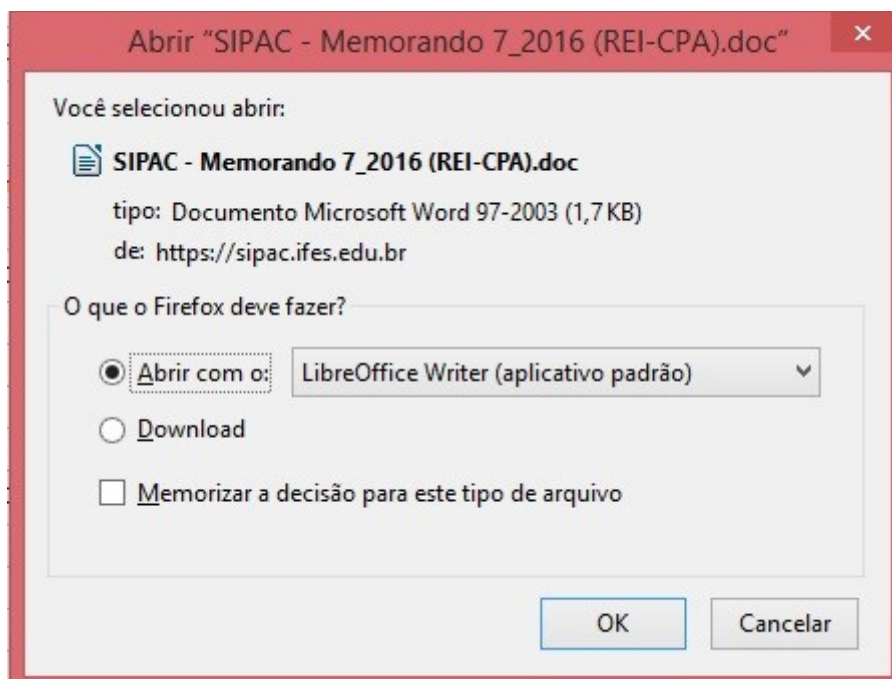 Abrir “SIPAC - Memorando 7_2016 (REI-CPA).doc”
Você selecionou abrir:
SIPAC - Memorando 7_2016 (REI-CPA).doc
tipo: Documento Microsoft Word 97-2003 (1,7 KB)
de: https://sipac.ifes.edu.br
O que o Firefox deve fazer?
Abrir com o: LibreOffice Writer (aplicativo padrão)
Download
Memorizar a decisão para este tipo de arquivo
OK Cancelar